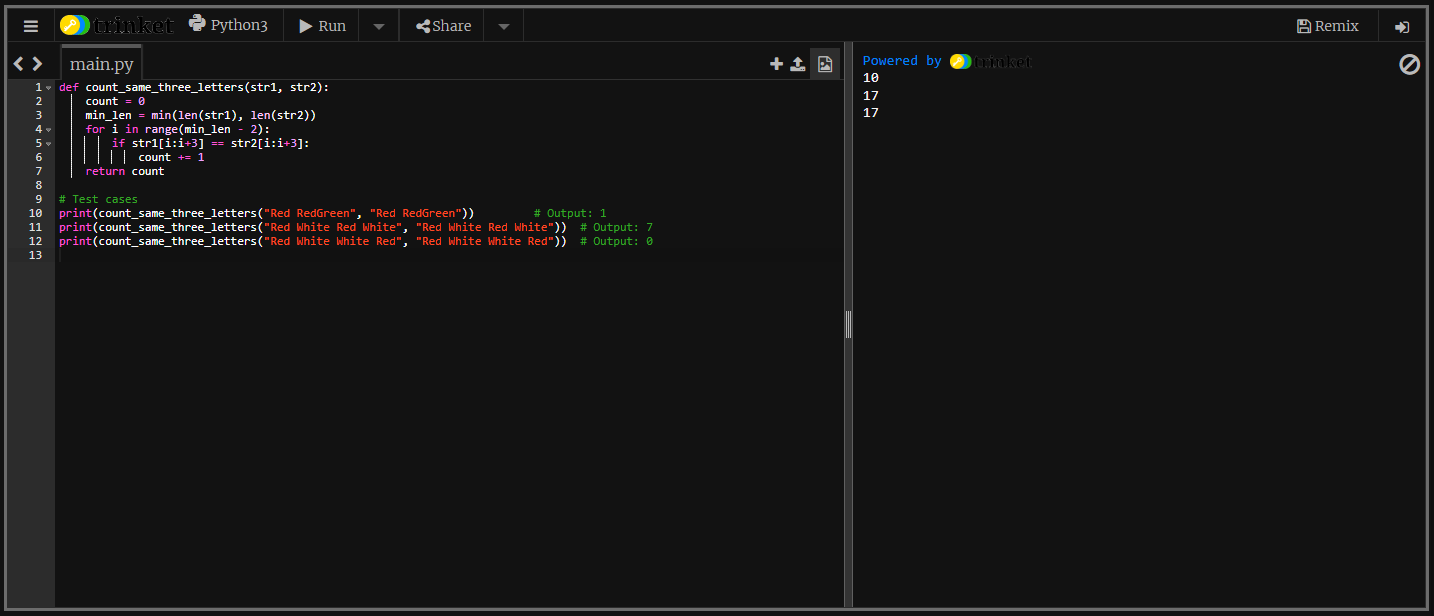 trinket Python3 Run Share Remix
main.py
1 def count_same_three_letters(str1, str2):
2 count = 0
3 min_len = min(len(str1), len(str2))
4 for i in range(min_len - 2):
5 if str1[i:i+3] == str2[i:i+3]:
6 count += 1
7 return count
8
9 # Test cases
10 print(count_same_three_letters("Red RedGreen", "Red RedGreen")) # Output: 1
11 print(count_same_three_letters("Red White Red White", "Red White Red White")) # Output: 7
12 print(count_same_three_letters("Red White White Red", "Red White White Red")) # Output: 0
13
Powered by trinket
10
17
17